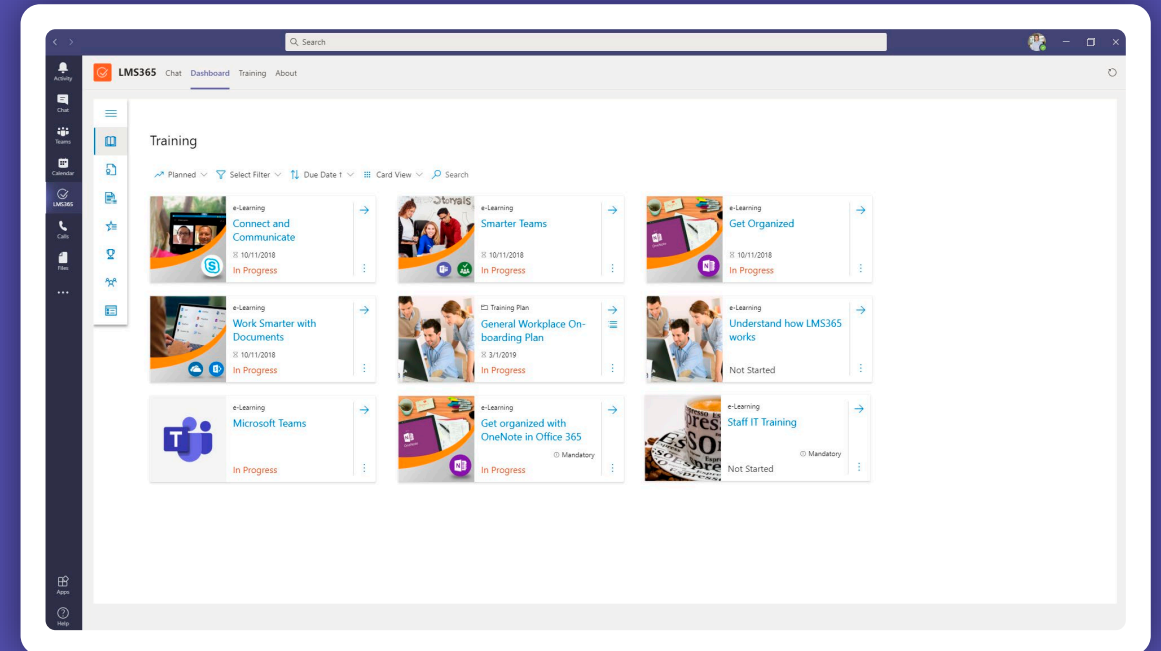 Search
Activity
Chat
Teams
Calendar
LMS365
Calls
Files
Apps
Help
LMS365 Chat Dashboard Training About
Training
Planned Select Filter Due Date ↑ Card View Search
e-Learning
Connect and
Communicate
10/11/2018
In Progress
e-Learning
Smarter Teams
10/11/2018
In Progress
e-Learning
Get Organized
10/11/2018
In Progress
e-Learning
Work Smarter with
Documents
10/11/2018
In Progress
Training Plan
General Workplace On-
boarding Plan
3/1/2019
In Progress
e-Learning
Understand how LMS365
works
Not Started
T
e-Learning
Microsoft Teams
In Progress
e-Learning
Get organized with
OneNote in Office 365
Mandatory
In Progress
e-Learning
Staff IT Training
Mandatory
Not Started